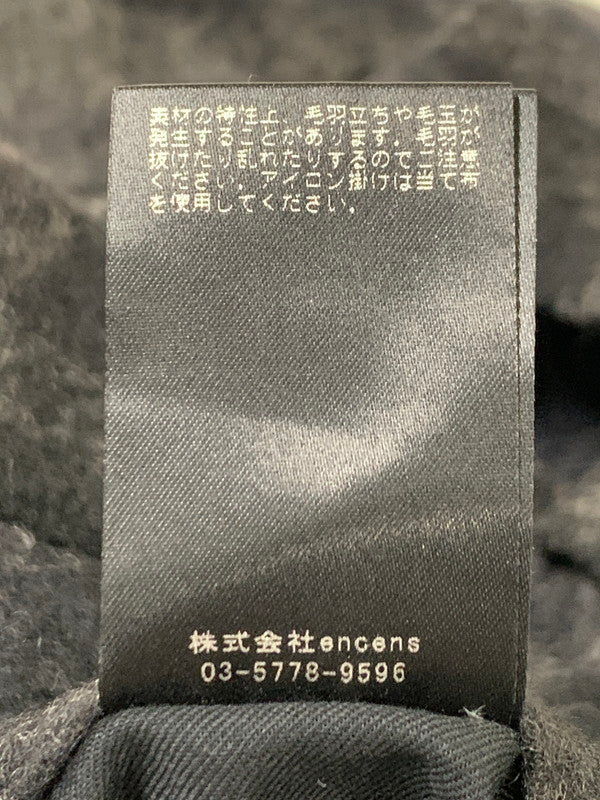 素材の特性上、毛羽立ちや毛玉が
発生することがあります。毛羽が
抜けたり乱れたりするのでご注意
ください。アイロン掛けは当て布
を使用してください。
株式会社encens
03-5778-9596